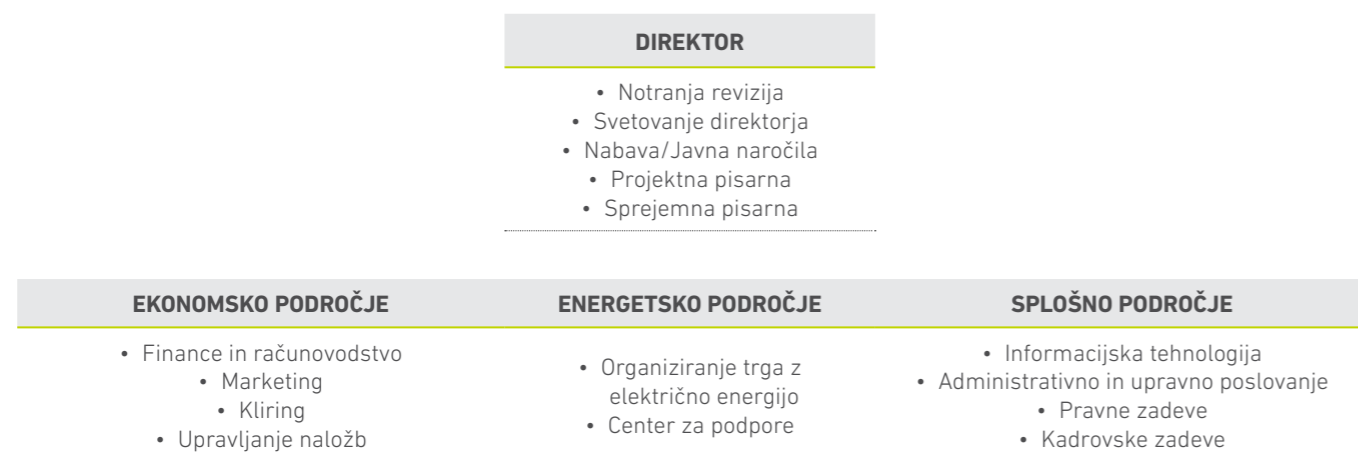 DIREKTOR
• Notranja revizija
• Svetovanje direktorja
• Nabava/Javna naročila
• Projektna pisarna
• Sprejemna pisarna
EKONOMSKO PODROČJE
• Finance in računovodstvo
• Marketing
• Kliring
• Upravljanje naložb
ENERGETSKO PODROČJE
• Organiziranje trga z
električno energijo
• Center za podpore
SPLOŠNO PODROČJE
• Informacijska tehnologija
• Administrativno in upravno poslovanje
• Pravne zadeve
• Kadrovske zadeve